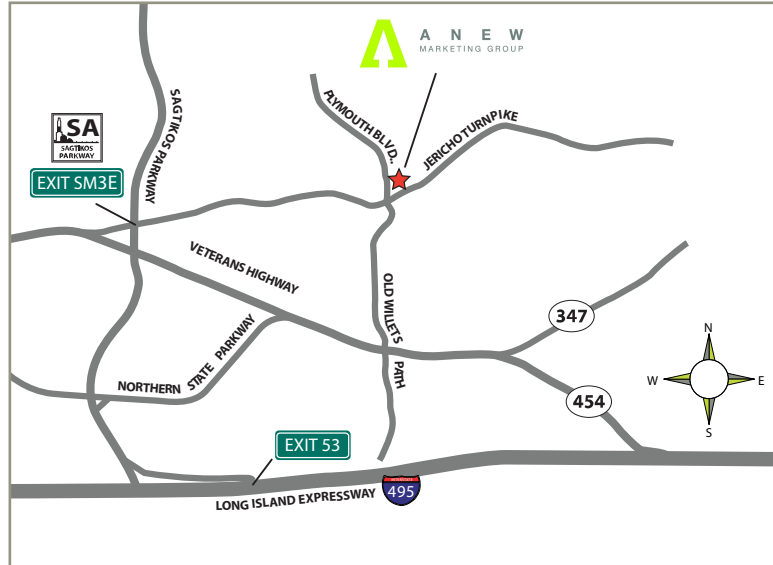 A N E W
MARKETING GROUP
SAGTIKOS PARKWAY
PLYMOUTH BLVD..
JERICHO TURNPIKE
SA
SAGTIKOS
PARKWAY
EXIT SM3E
VETERANS HIGHWAY
OLD WILLETS PATH
347
NORTHERN STATE PARKWAY
N
W
E
S
454
EXIT 53
LONG ISLAND EXPRESSWAY
495